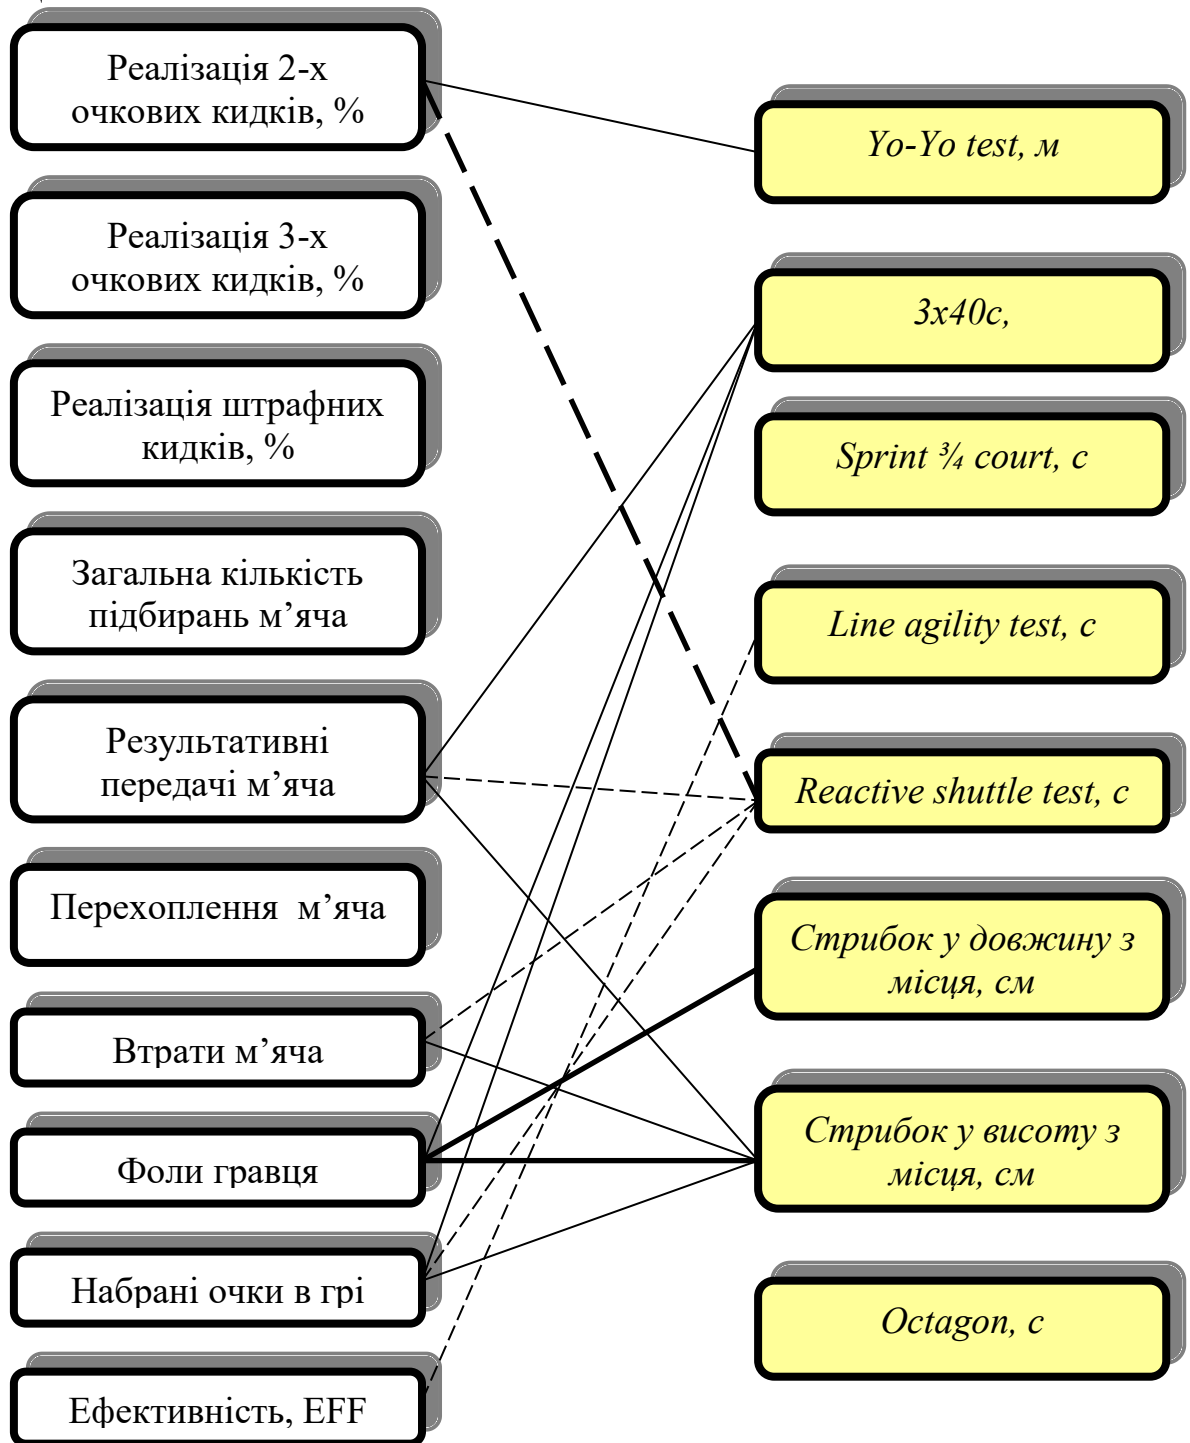 Реалізація 2-х
очкових кидків, %
Реалізація 3-х
очкових кидків, %
Реалізація штрафних
кидків, %
Загальна кількість
підбирань м’яча
Результативні
передачі м’яча
Перехоплення м’яча
Втрати м’яча
Фоли гравця
Набрані очки в грі
Ефективність, EFF
Yo-Yo test, м
3x40с,
Sprint ¾ court, с
Line agility test, с
Reactive shuttle test, с
Стрибок у довжину з
місця, см
Стрибок у висоту з
місця, см
Octagon, с